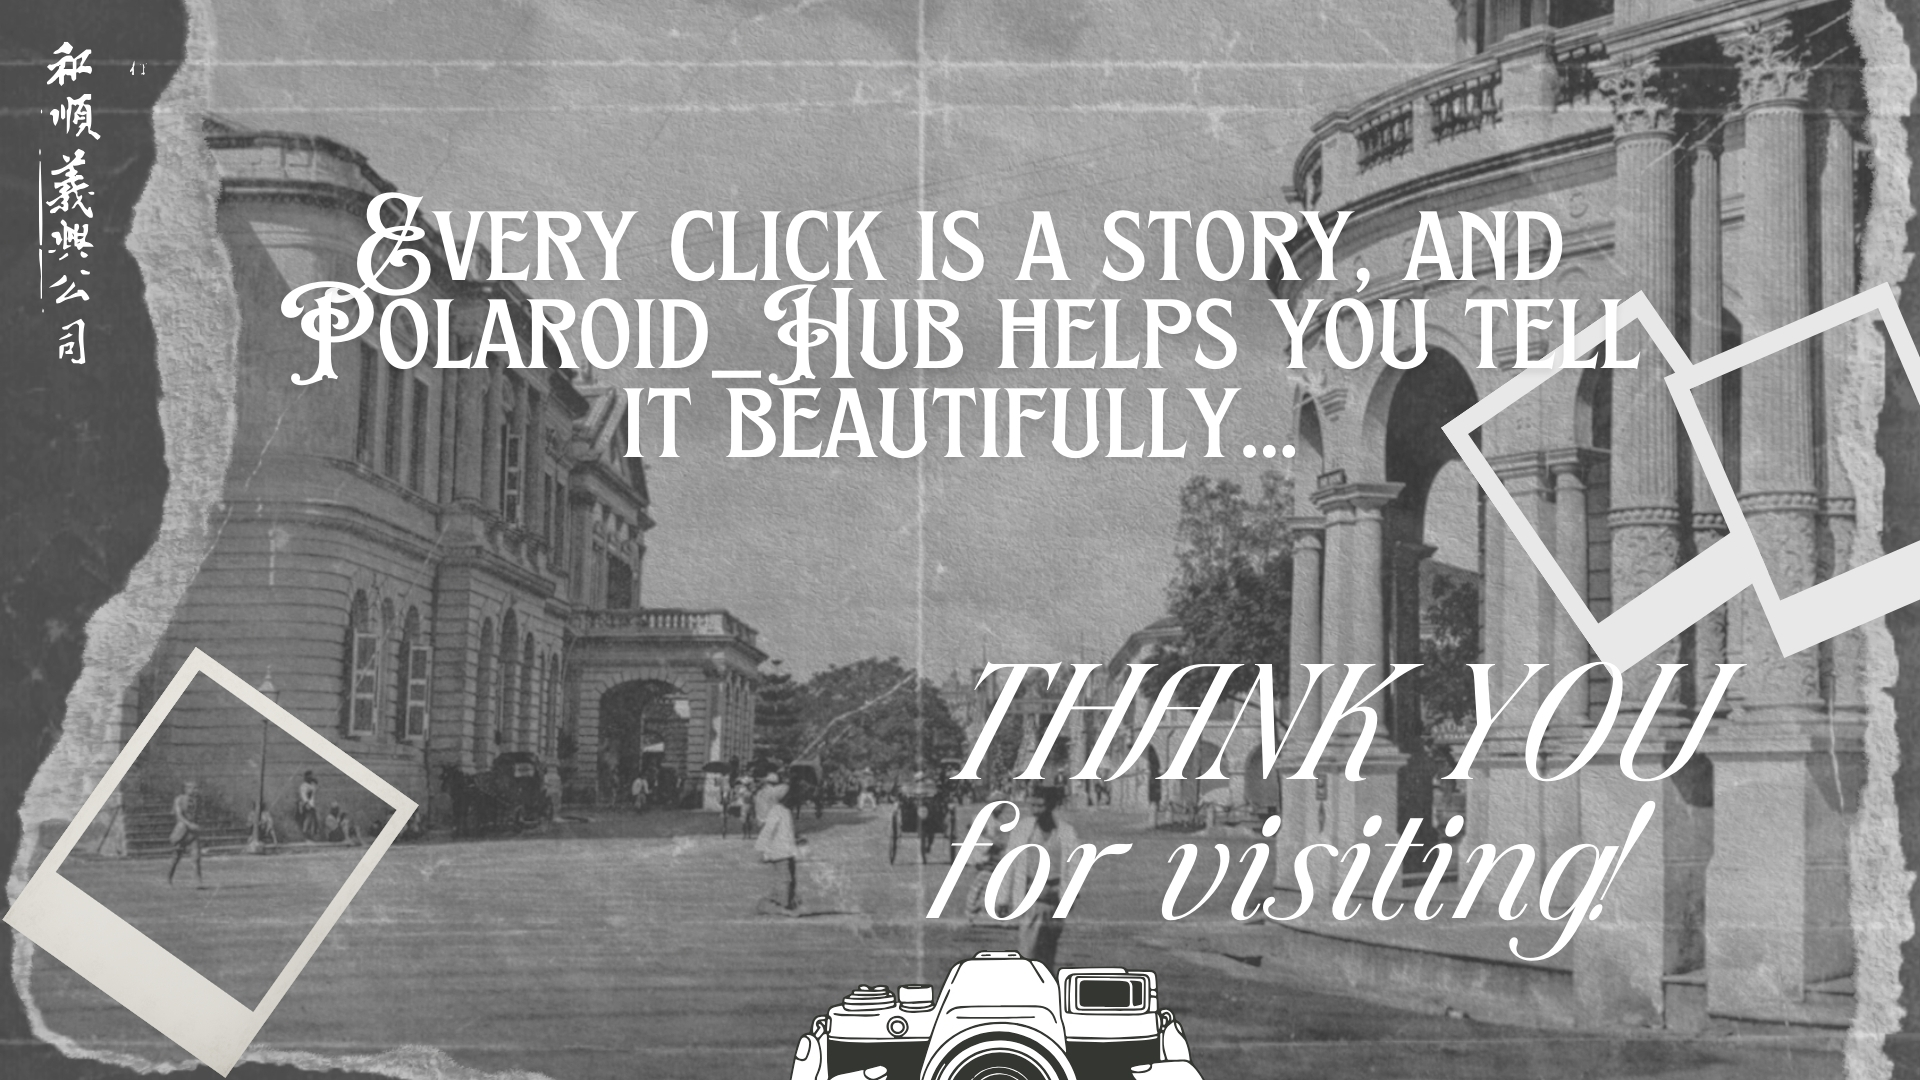 和順義興公司
Every click is a story, and
Polaroid_Hub helps you tell
it beautifully...
THANK YOU
for visiting!